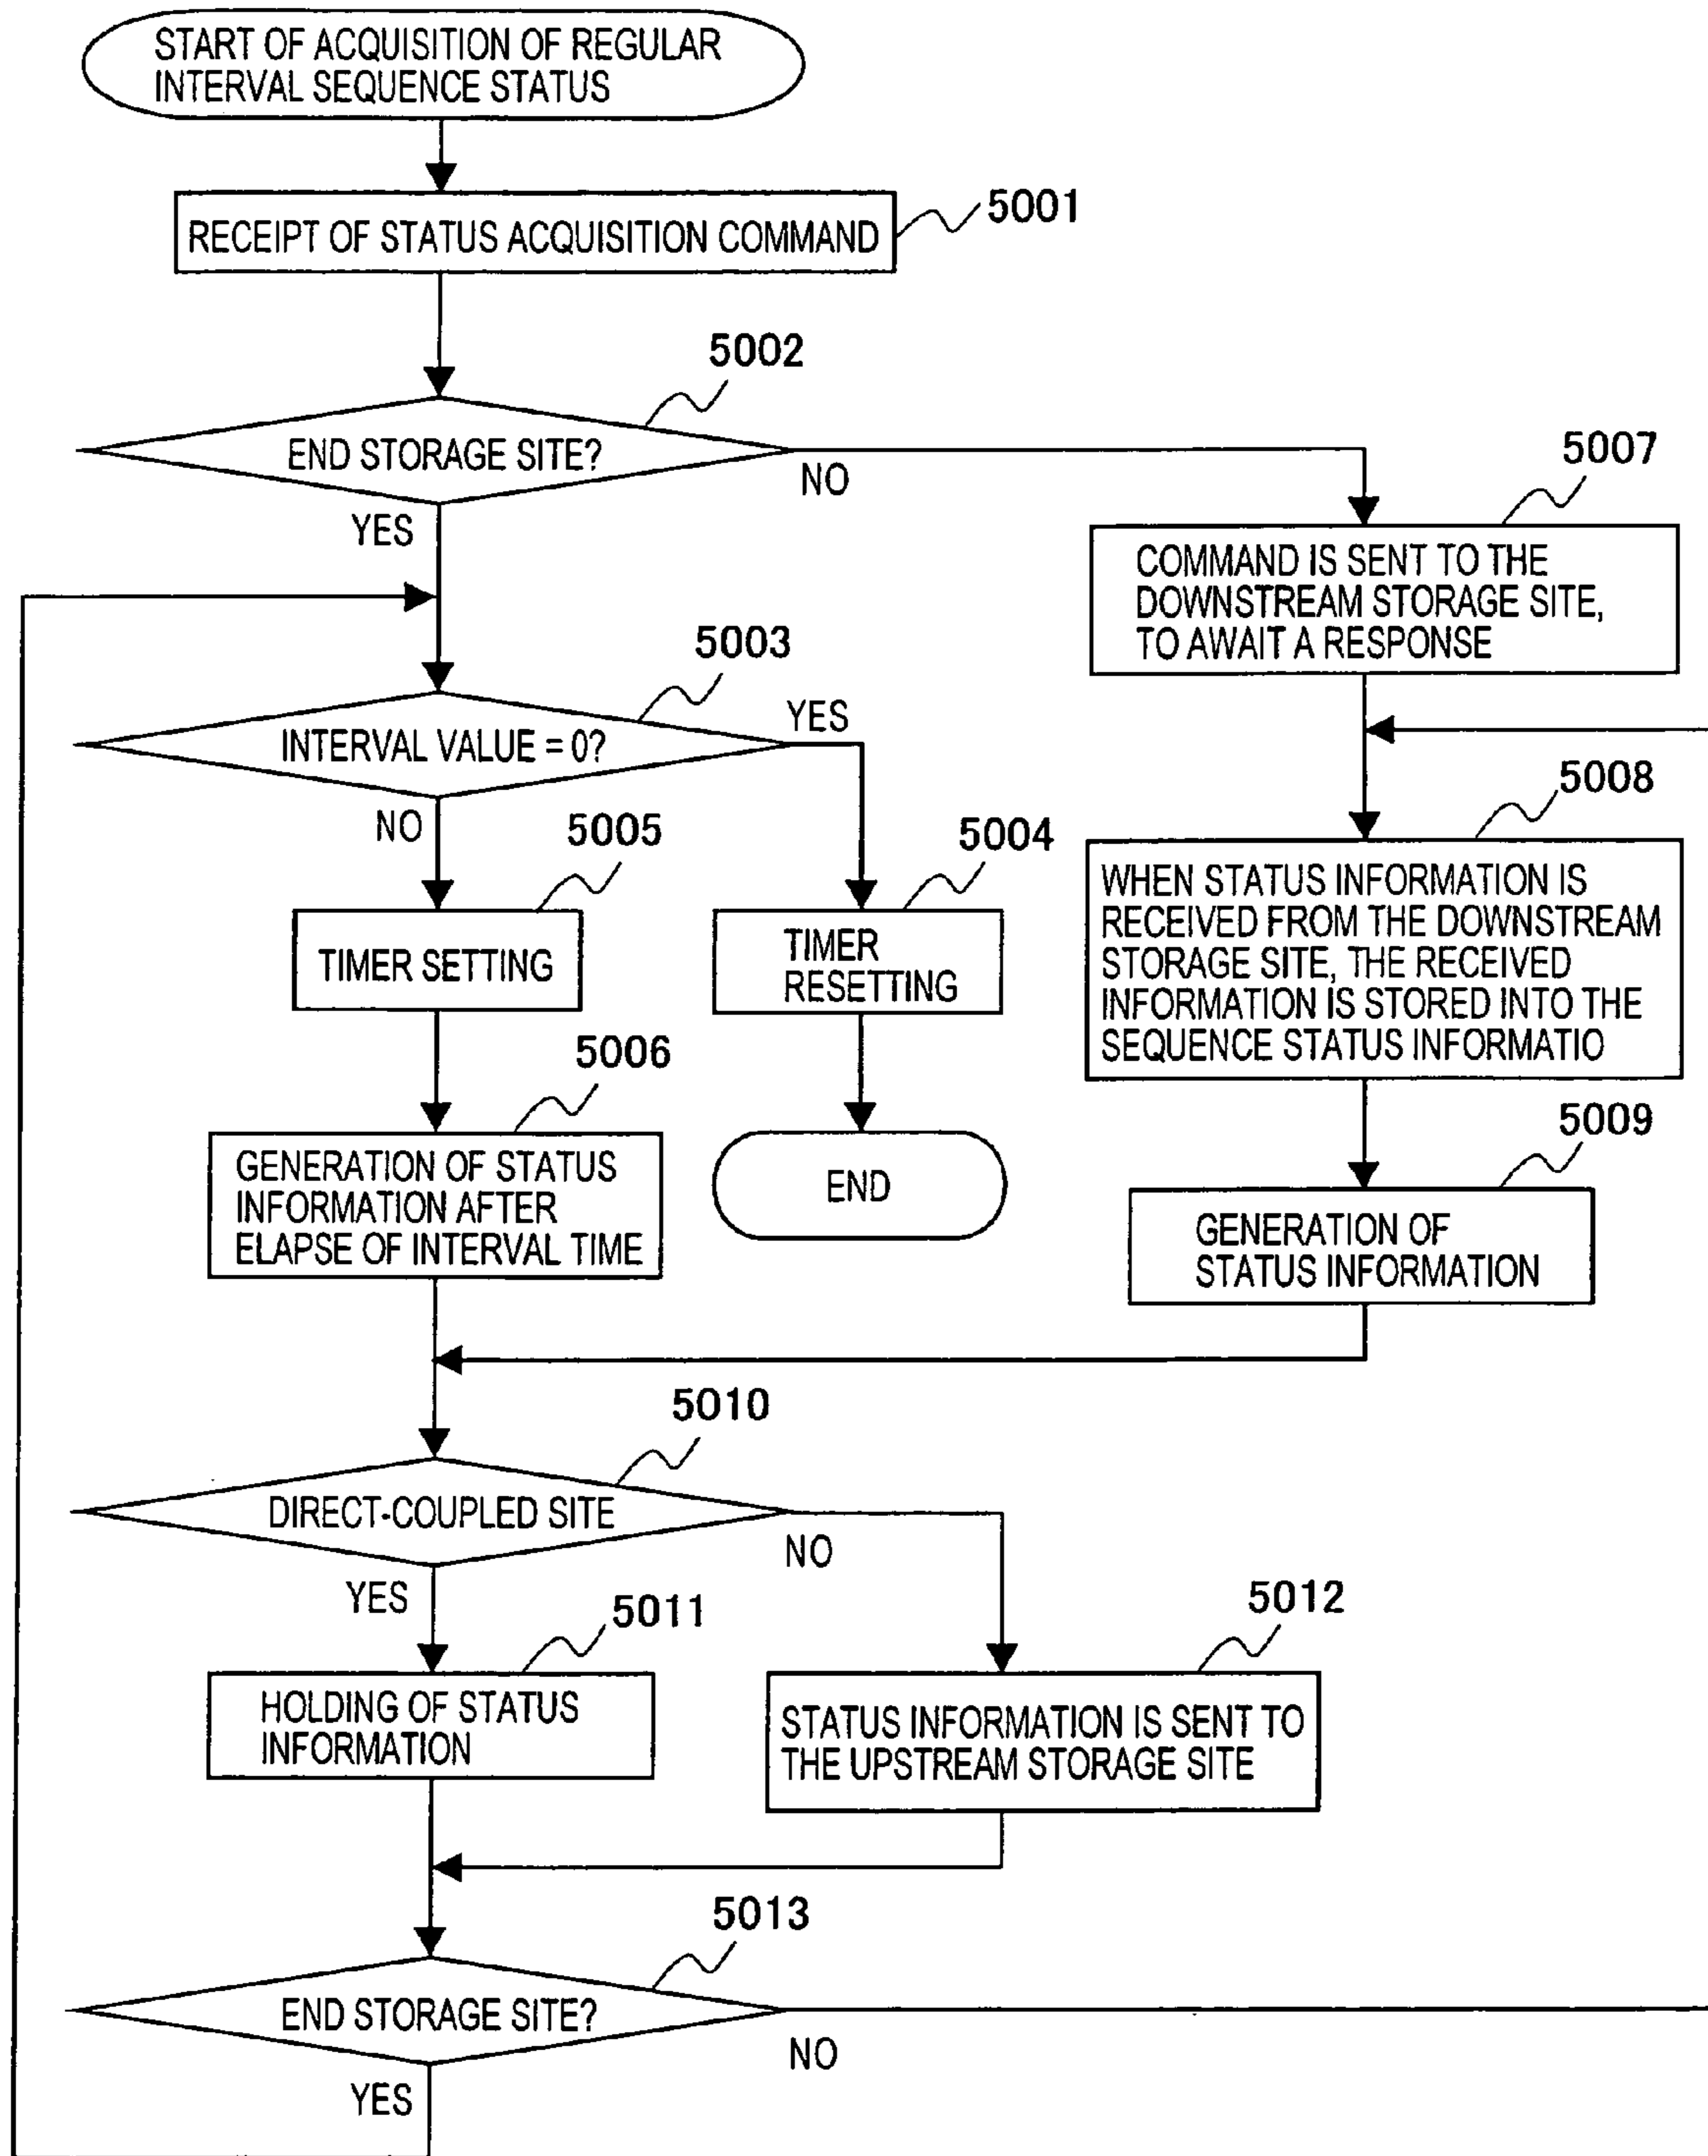 START OF ACQUISITION OF REGULAR
INTERVAL SEQUENCE STATUS
5001
RECEIPT OF STATUS ACQUISITION COMMAND
5002
END STORAGE SITE?
NO
YES
5007
COMMAND IS SENT TO THE
DOWNSTREAM STORAGE SITE,
TO AWAIT A RESPONSE
5003
INTERVAL VALUE = 0?
YES
NO
5005
TIMER SETTING
5004
TIMER
RESETTING
5008
WHEN STATUS INFORMATION IS
RECEIVED FROM THE DOWNSTREAM
STORAGE SITE, THE RECEIVED
INFORMATION IS STORED INTO THE
SEQUENCE STATUS INFORMATIO
5006
GENERATION OF STATUS
INFORMATION AFTER
ELAPSE OF INTERVAL TIME
END
5009
GENERATION OF
STATUS INFORMATION
5010
DIRECT-COUPLED SITE
NO
YES
5011
HOLDING OF STATUS
INFORMATION
5012
STATUS INFORMATION IS SENT TO
THE UPSTREAM STORAGE SITE
5013
END STORAGE SITE?
NO
YES